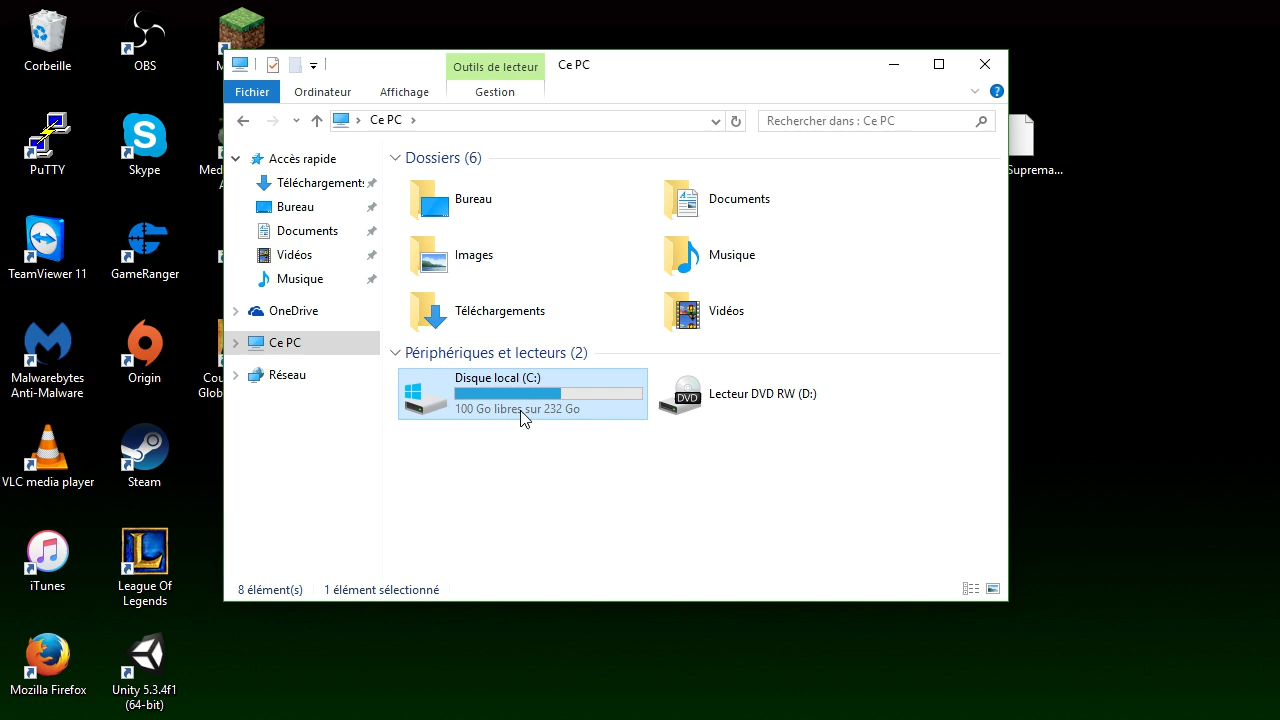 Corbeille
OBS
PuTTY
Skype
TeamViewer 11
GameRanger
Malwarebytes
Anti-Malware
Origin
VLC media player
Steam
iTunes
League Of
Legends
Mozilla Firefox
Unity 5.3.4f1
(64-bit)
Outils de lecteur
Ce PC
Fichier
Ordinateur
Affichage
Gestion
Ce PC
Rechercher dans : Ce PC
Accès rapide
Téléchargements
Bureau
Documents
Vidéos
Musique
OneDrive
Ce PC
Réseau
Dossiers (6)
Bureau
Documents
Images
Musique
Téléchargements
Vidéos
Périphériques et lecteurs (2)
Disque local (C:)
100 Go libres sur 232 Go
DVD
Lecteur DVD RW (D:)
8 élément(s)
1 élément sélectionné
Suprema...